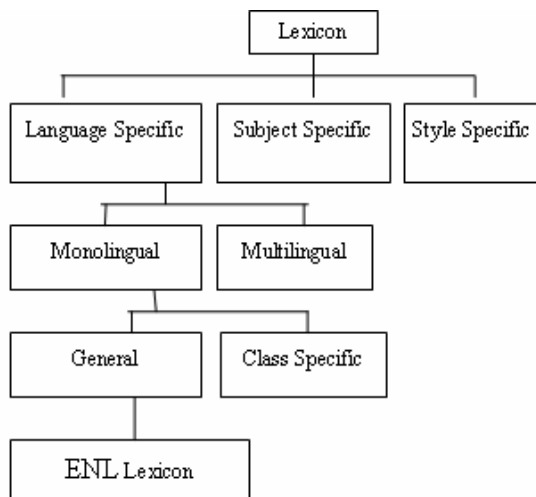 Lexicon
Language Specific
Subject Specific
Style Specific
Monolingual
Multilingual
General
Class Specific
ENL Lexicon